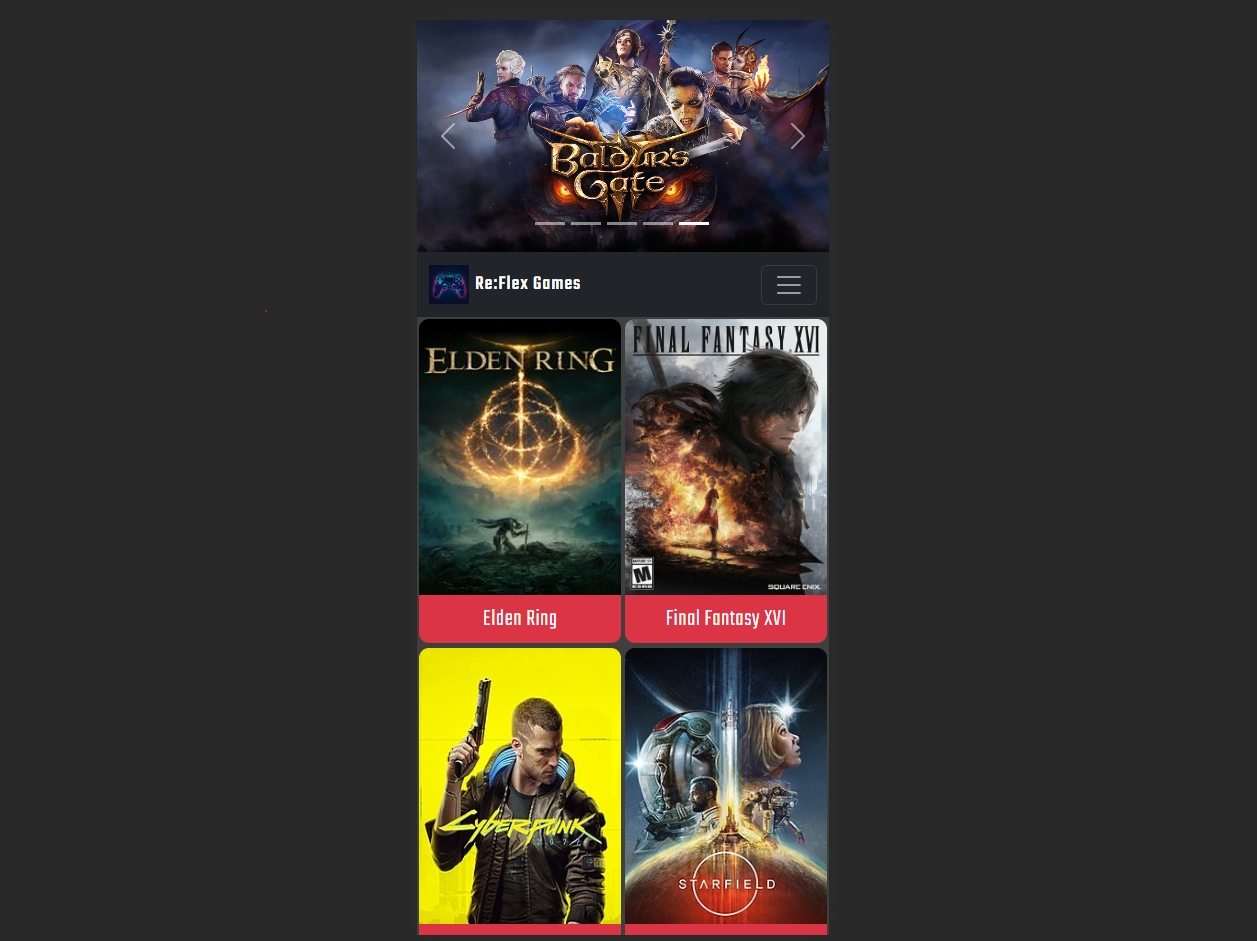 Baldur's
Gate
III
Re:Flex Games
ELDEN RING
FINAL FANTASY XVI
M
SQUARE ENIX
Elden Ring
Final Fantasy XVI
Cyberpunk
2077
STARFIELD